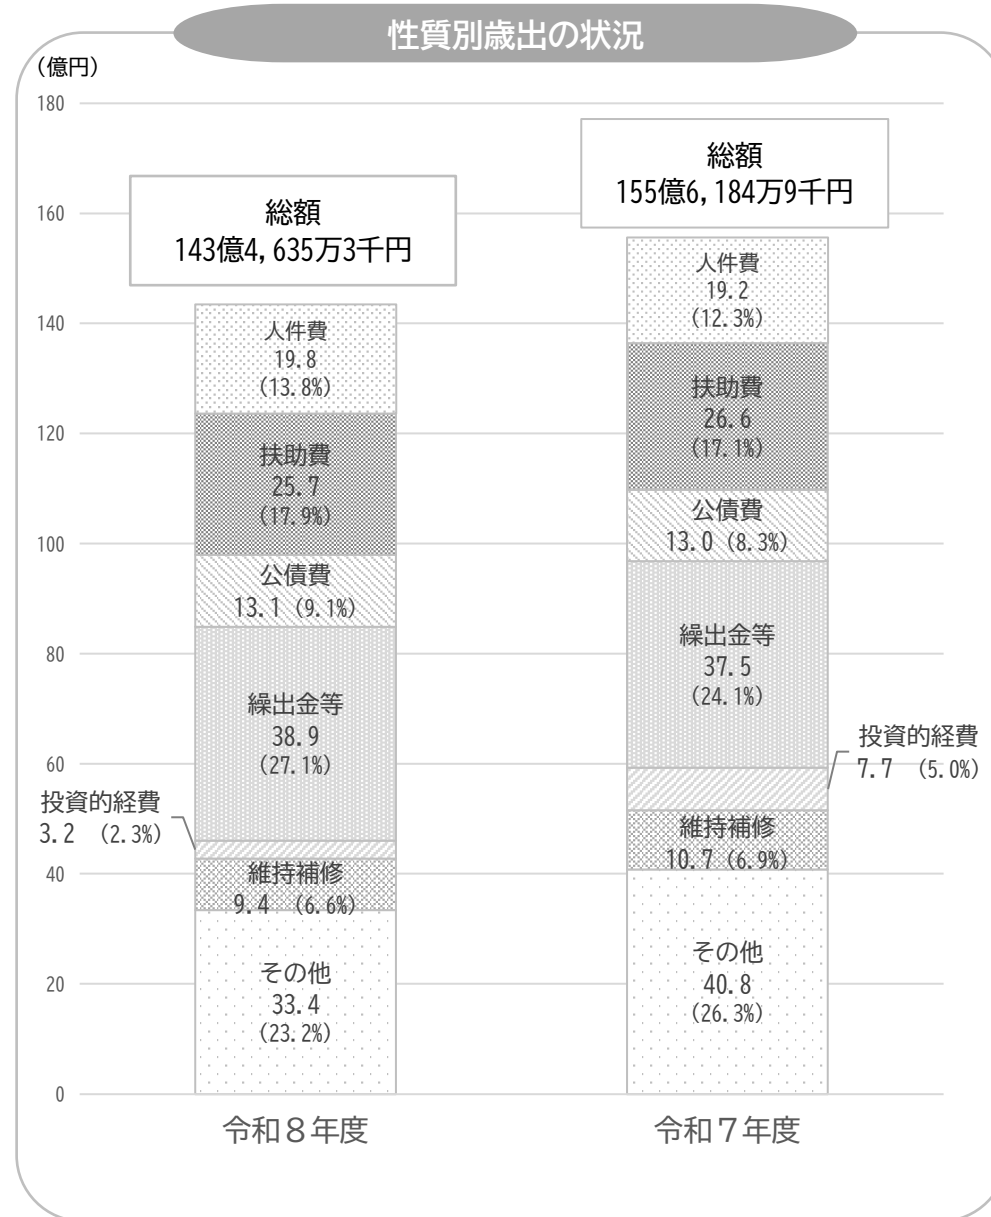 性質別歳出の状況
（億円）
180
160
140
120
100
80
60
40
20
0
総額
143億4,635万3千円
人件費
19.8
(13.8%)
扶助費
25.7
(17.9%)
公債費
13.1 (9.1%)
繰出金等
38.9
(27.1%)
投資的経費
3.2 (2.3%)
維持補修
9.4 (6.6%)
その他
33.4
(23.2%)
令和８年度
総額
155億6,184万9千円
人件費
19.2
(12.3%)
扶助費
26.6
(17.1%)
公債費
13.0 (8.3%)
繰出金等
37.5
(24.1%)
投資的経費
7.7 (5.0%)
維持補修
10.7 (6.9%)
その他
40.8
(26.3%)
令和７年度